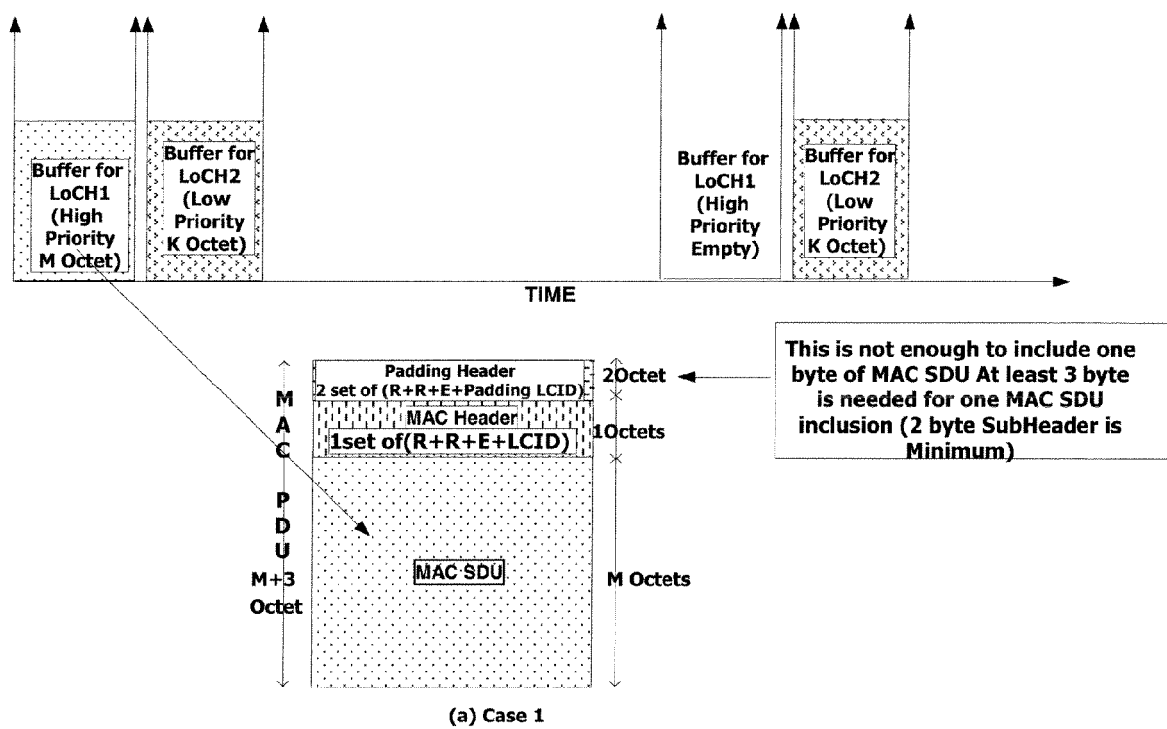 Buffer for
LoCH1
(High
Priority
M Octet)
Buffer for
LoCH2
(Low
Priority
K Octet)
Buffer for
LoCH1
(High
Priority
Empty)
Buffer for
LoCH2
(Low
Priority
K Octet)
TIME
Padding Header
2 set of (R+R+E+Padding LCID)
2Octet
MAC Header
1set of(R+R+E+LCID)
1Octets
This is not enough to include one
byte of MAC SDU At least 3 byte
is needed for one MAC SDU
inclusion (2 byte SubHeader is
Minimum)
M
A
C
P
D
U
M+3
Octet
MAC SDU
M Octets
(a) Case 1